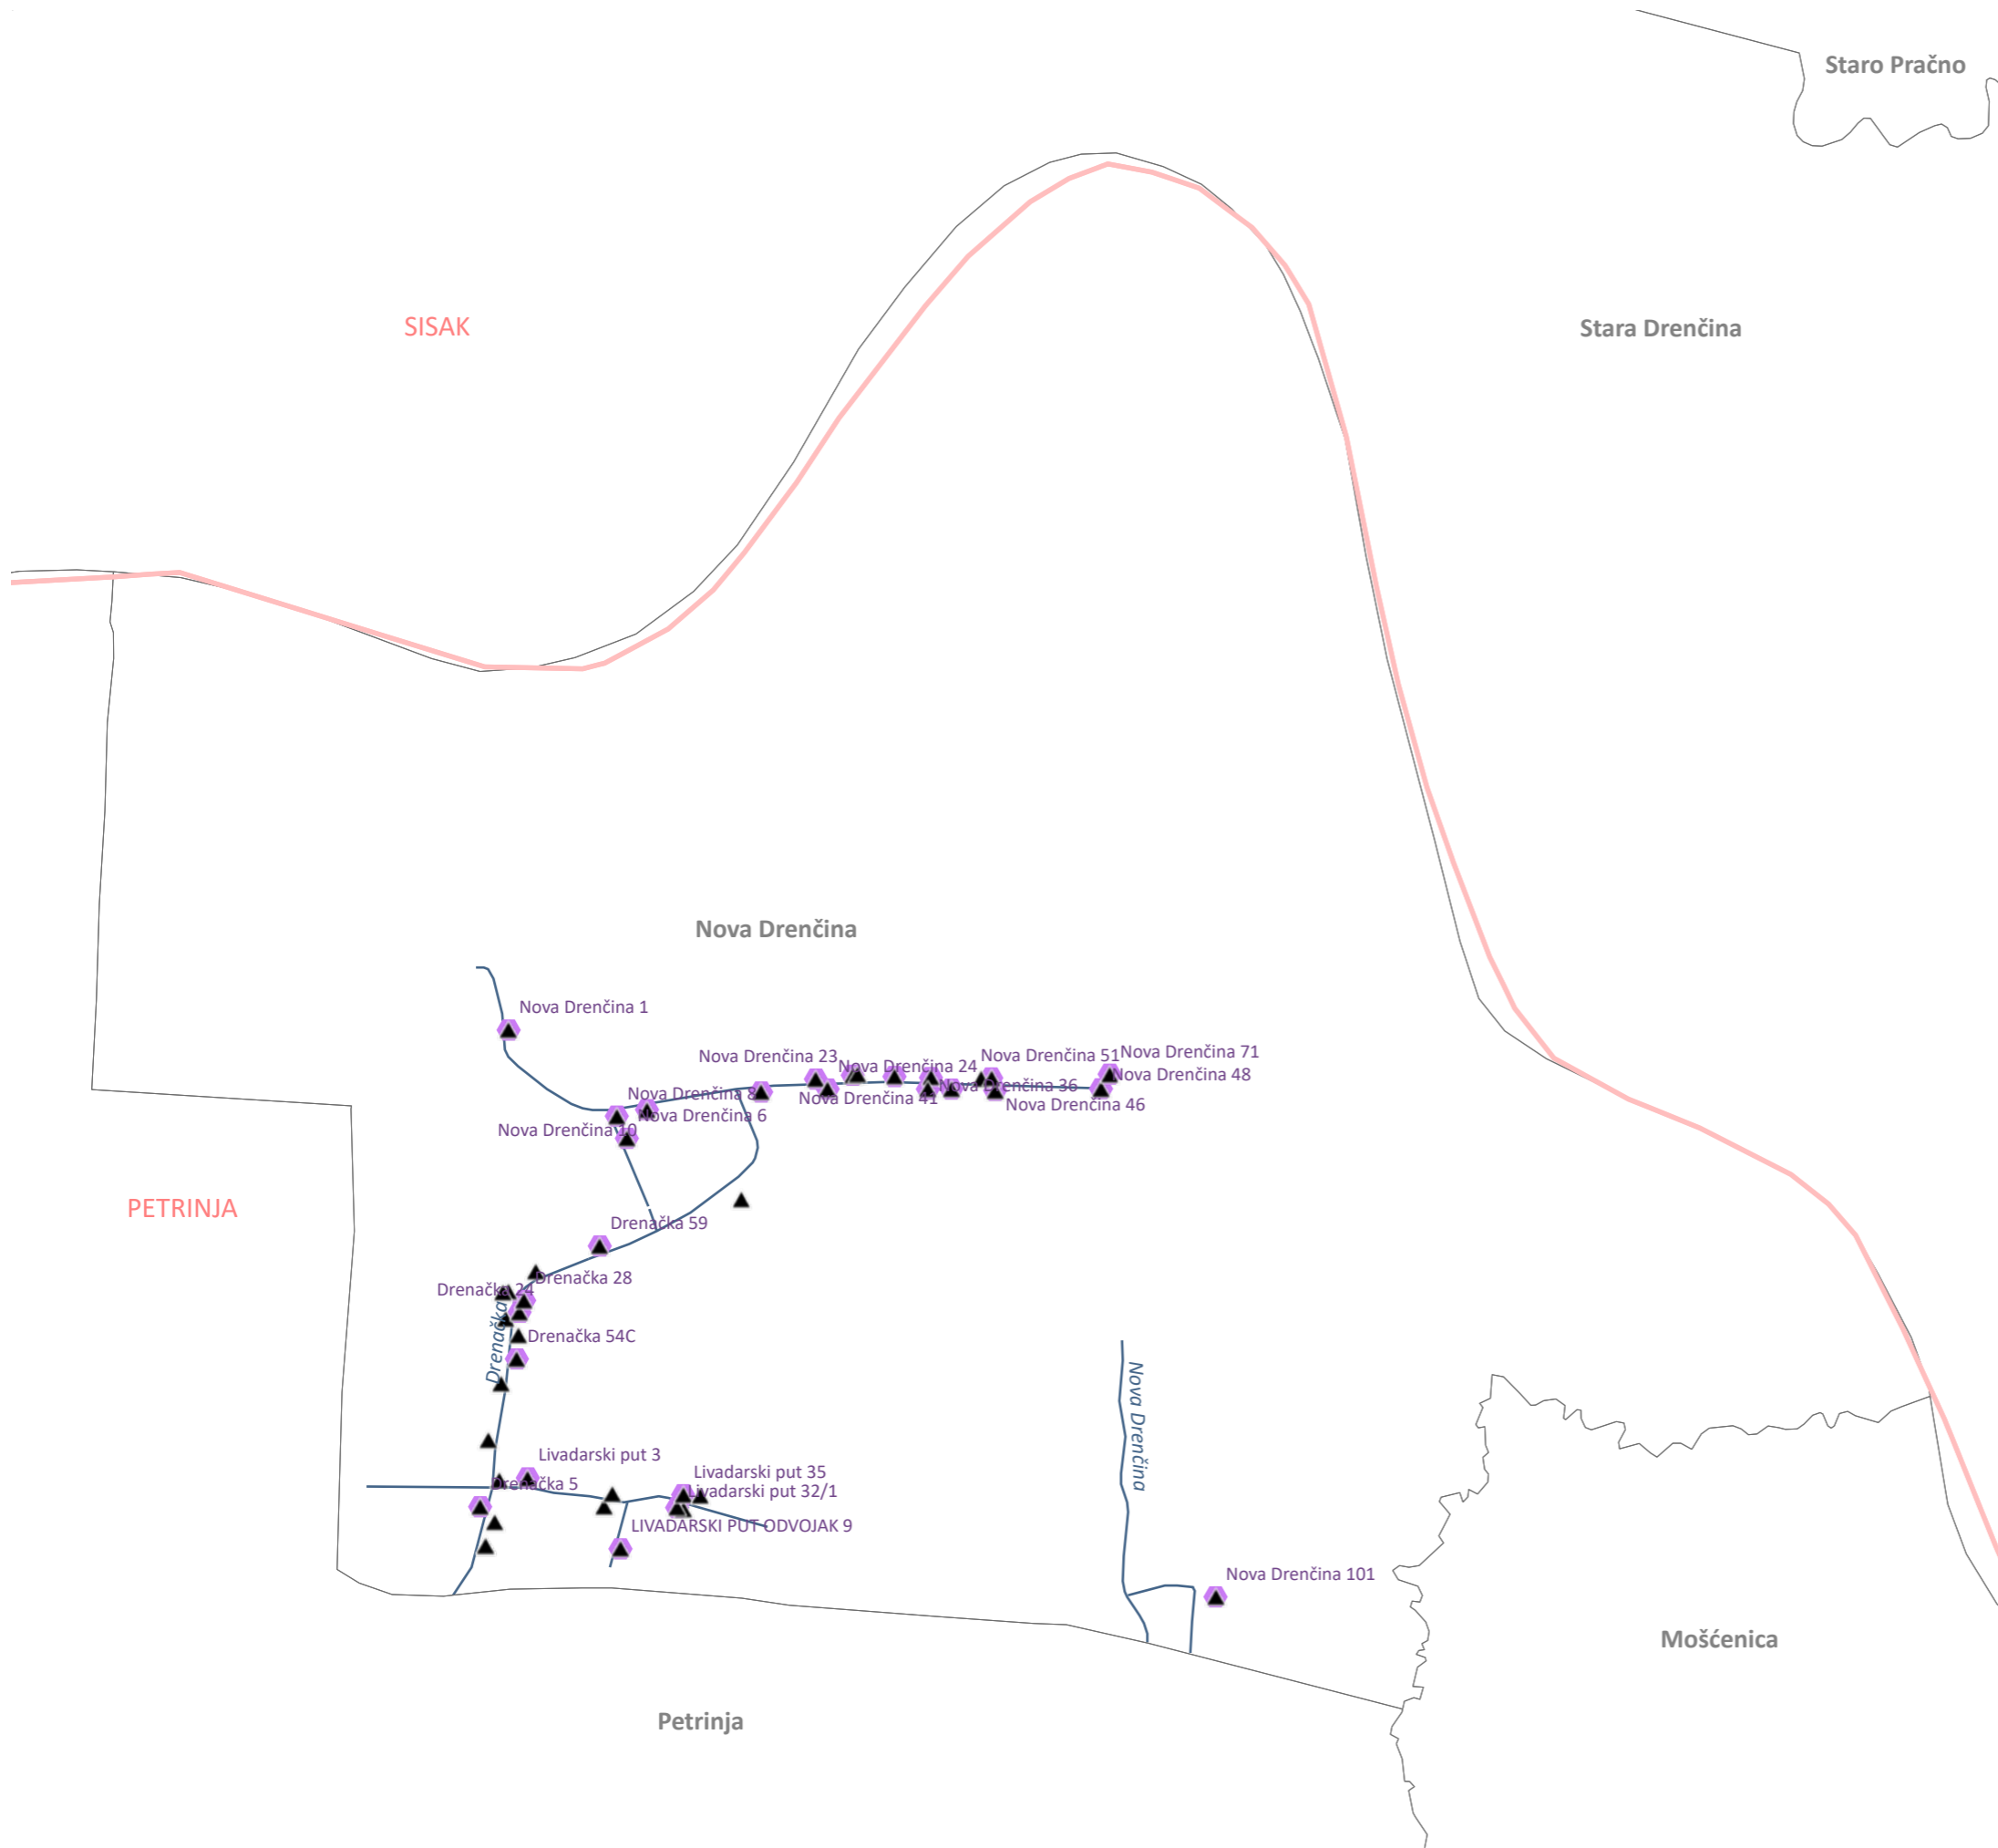 Staro Pračno
SISAK
Stara Drenčina
Nova Drenčina
Nova Drenčina 1
Nova Drenčina 23
Nova Drenčina 24
Nova Drenčina 51
Nova Drenčina 71
Nova Drenčina 48
Nova Drenčina 36
Nova Drenčina 41
Nova Drenčina 46
Nova Drenčina 8
Nova Drenčina 6
Nova Drenčina 10
PETRINJA
Drenačka 59
Drenačka 28
Drenačka 24
Drenačka
Drenačka 54C
Nova Drenčina
Livadarski put 3
Livadarski put 35
Drenačka 5
Livadarski put 32/1
LIVADARSKI PUT ODVOJAK 9
Nova Drenčina 101
Mošćenica
Petrinja